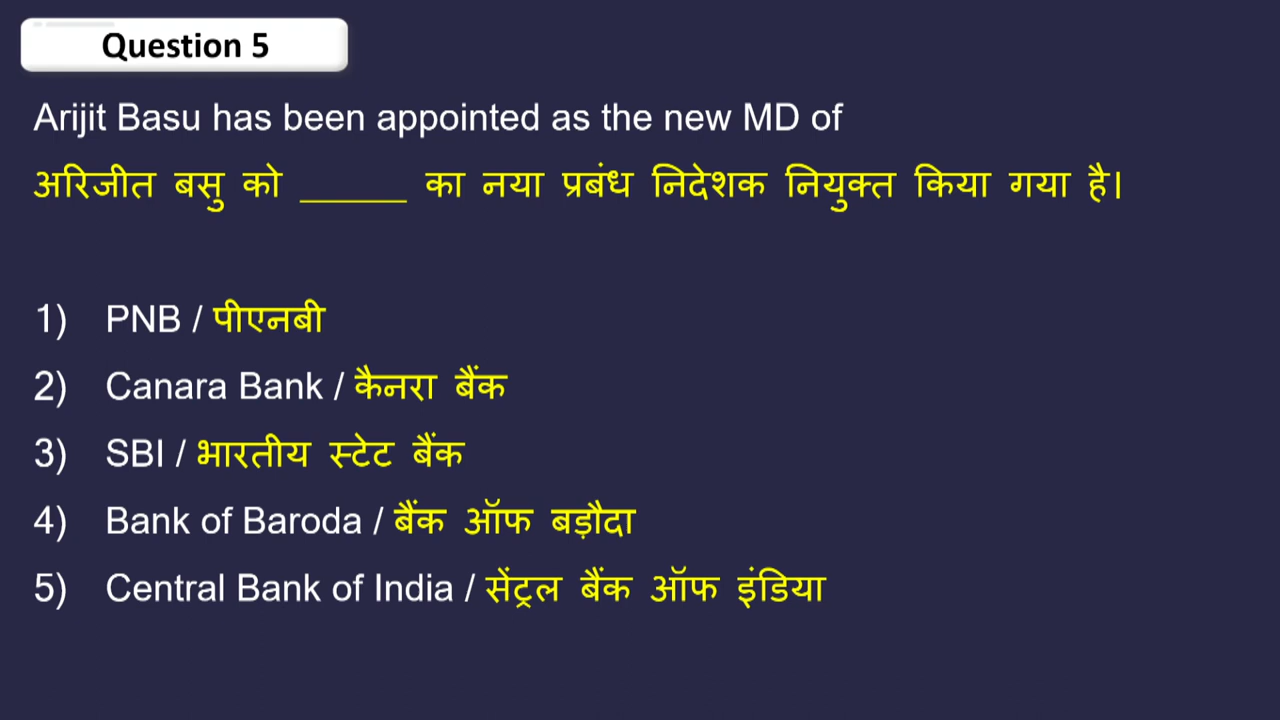 Question 5
Arijit Basu has been appointed as the new MD of
अरिजीत बसु को ______ का नया प्रबंध निदेशक नियुक्त किया गया है।
1) PNB / पीएनबी
2) Canara Bank / कैनरा बैंक
3) SBI / भारतीय स्टेट बैंक
4) Bank of Baroda / बैंक ऑफ बड़ौदा
5) Central Bank of India / सेंट्रल बैंक ऑफ इंडिया